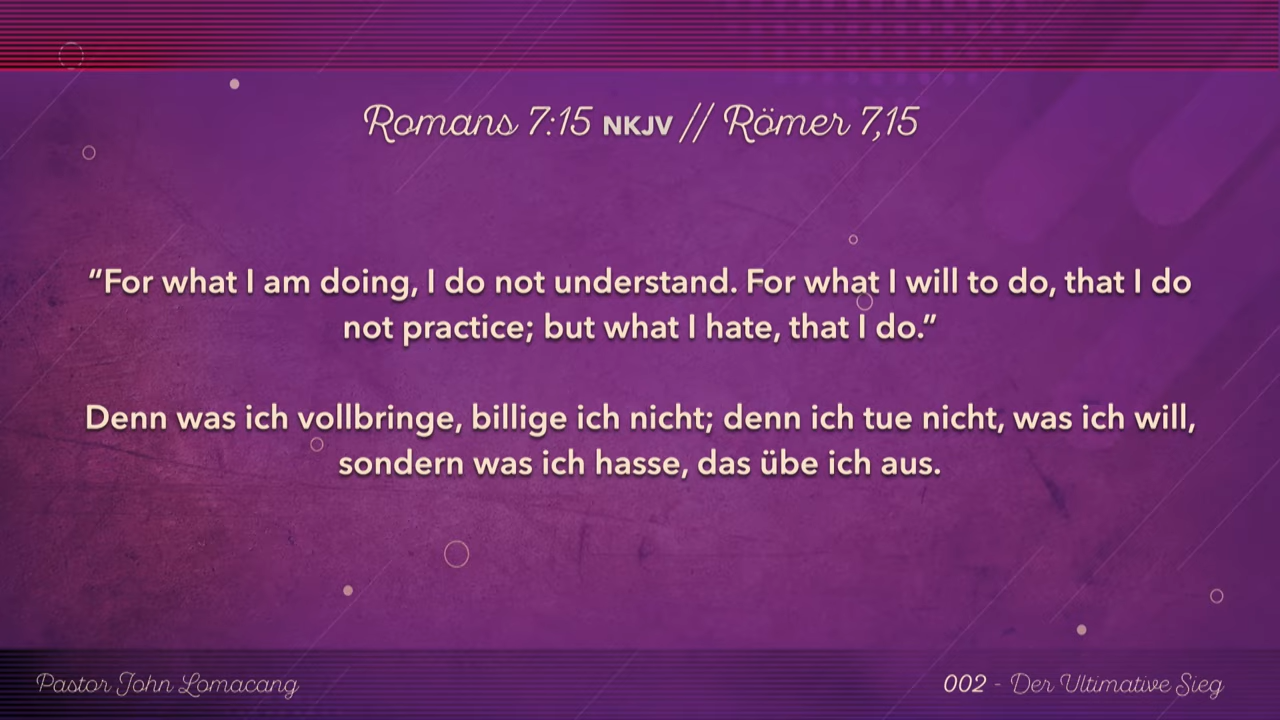 Romans 7:15 NKJV // Römer 7,15
“For what I am doing, I do not understand. For what I will to do, that I do
not practice; but what I hate, that I do.”
Denn was ich vollbringe, billige ich nicht; denn ich tue nicht, was ich will,
sondern was ich hasse, das übe ich aus.
Pastor John Lomacang
002 - Der Ultimative Sieg